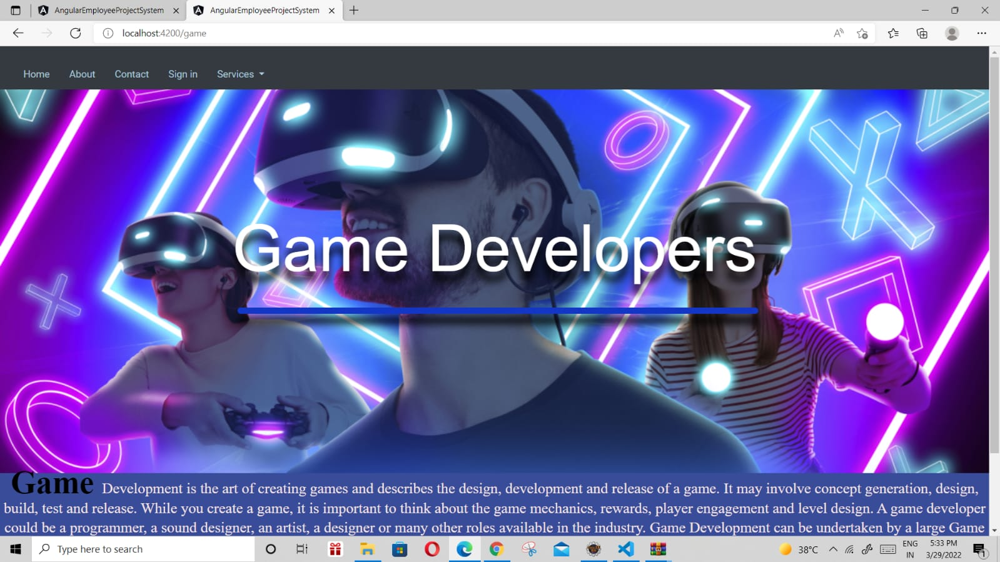 AngularEmployeeProjectSystem
AngularEmployeeProjectSystem
localhost:4200/game
Home About Contact Sign in Services
Game Developers
Game Development is the art of creating games and describes the design, development and release of a game. It may involve concept generation, design,
build, test and release. While you create a game, it is important to think about the game mechanics, rewards, player engagement and level design. A game developer
could be a programmer, a sound designer, an artist, a designer or many other roles available in the industry. Game Development can be undertaken by a large Game
Type here to search
38°C
ENG
IN
5:33 PM
3/29/2022
1